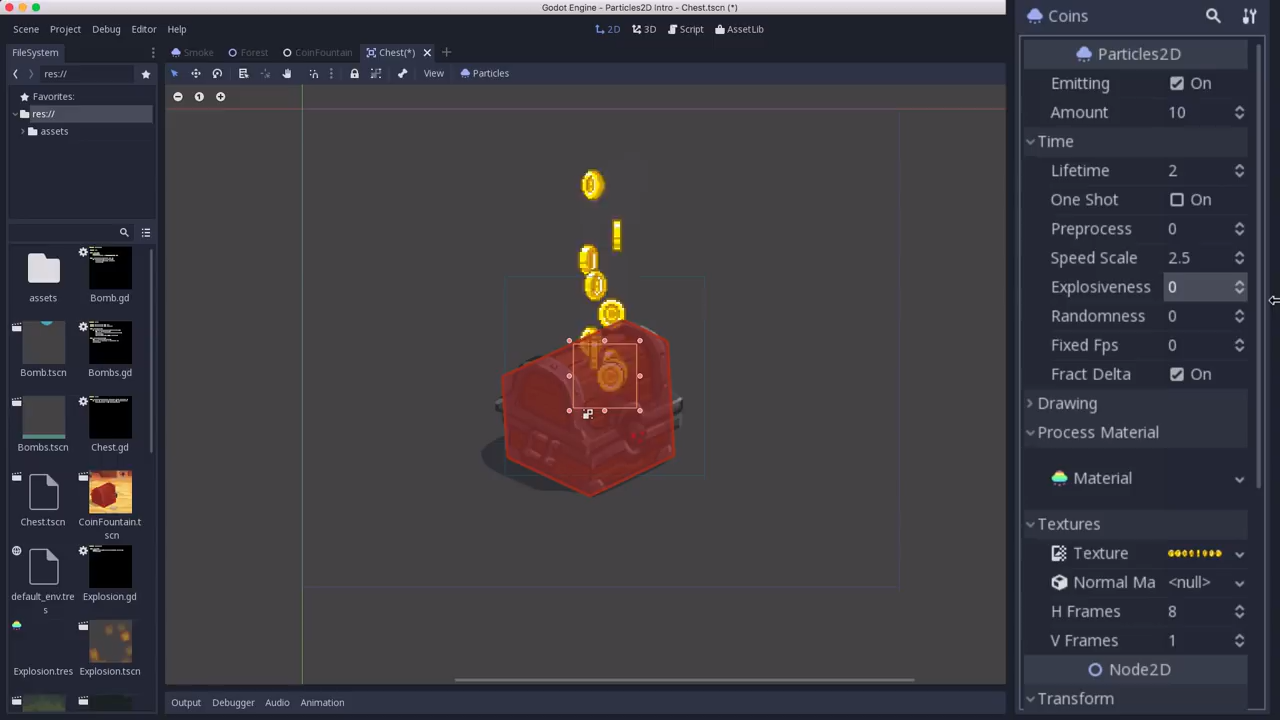 Godot Engine - Particles2D Intro - Chest.tscn (*)
Scene Project Debug Editor Help
2D 3D Script AssetLib
FileSystem
Smoke Forest CoinFountain Chest(*)
res://
View Particles
Favorites:
res://
assets
assets Bomb.gd
Bomb.tscn Bombs.gd
Bombs.tscn Chest.gd
Chest.tscn CoinFountain.t
scn
default_env.tre
s
Explosion.gd
Explosion.tres Explosion.tscn
Output Debugger Audio Animation
Coins
Particles2D
Emitting On
Amount 10
Time
Lifetime 2
One Shot On
Preprocess 0
Speed Scale 2.5
Explosiveness 0
Randomness 0
Fixed Fps 0
Fract Delta On
Drawing
Process Material
Material
Textures
Texture
Normal Ma <null>
H Frames 8
V Frames 1
Node2D
Transform